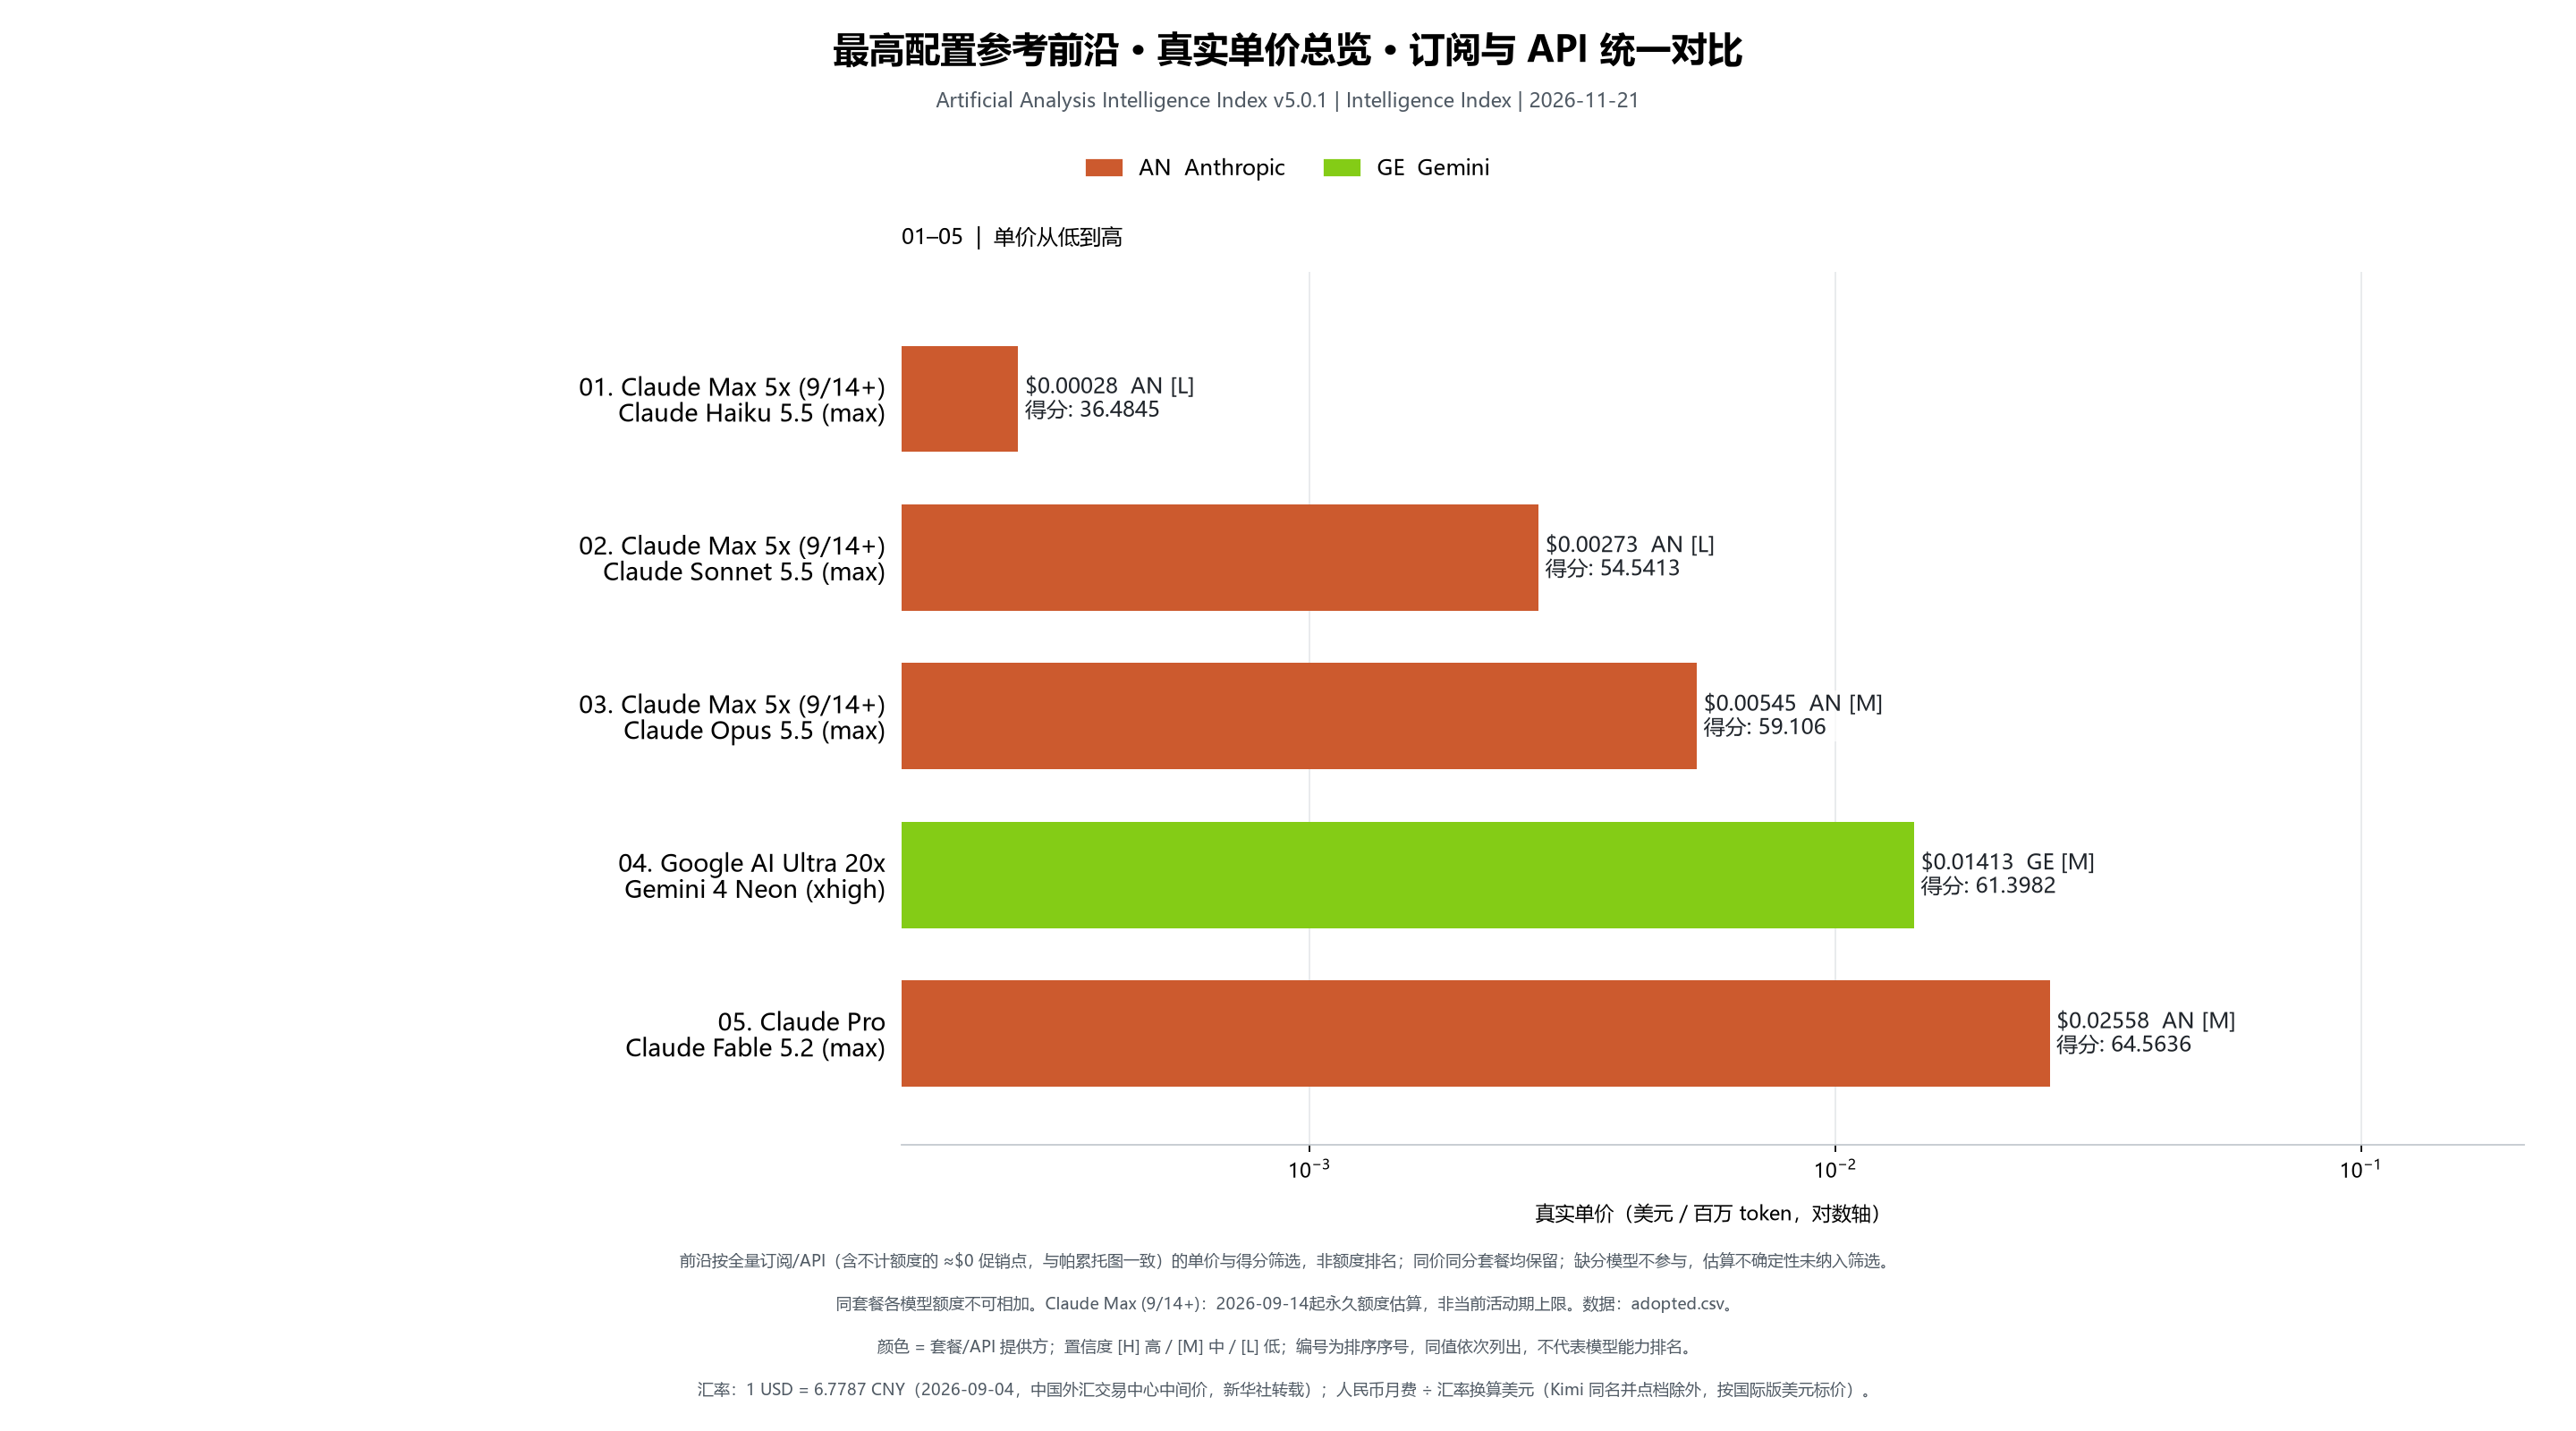 最高配置参考前沿 • 真实单价总览 • 订阅与 API 统一对比
Artificial Analysis Intelligence Index v5.0.1 | Intelligence Index | 2026-11-21
AN  Anthropic
GE  Gemini
01–05 | 单价从低到高
01. Claude Max 5x (9/14+)
Claude Haiku 5.5 (max)
$0.00028  AN [L]
得分: 36.4845
02. Claude Max 5x (9/14+)
Claude Sonnet 5.5 (max)
$0.00273  AN [L]
得分: 54.5413
03. Claude Max 5x (9/14+)
Claude Opus 5.5 (max)
$0.00545  AN [M]
得分: 59.106
04. Google AI Ultra 20x
Gemini 4 Neon (xhigh)
$0.01413  GE [M]
得分: 61.3982
05. Claude Pro
Claude Fable 5.2 (max)
$0.02558  AN [M]
得分: 64.5636
10⁻³ 10⁻² 10⁻¹
真实单价（美元 / 百万 token，对数轴）
前沿按全量订阅/API（含不计额度的 ≈$0 促销点，与帕累托图一致）的单价与得分筛选，非额度排名；同价同分套餐均保留；缺分模型不参与，估算不确定性未纳入筛选。
同套餐各模型额度不可相加。Claude Max (9/14+)：2026-09-14起永久额度估算，非当前活动期上限。数据：adopted.csv。
颜色 = 套餐/API 提供方；置信度 [H] 高 / [M] 中 / [L] 低；编号为排序序号，同值依次列出，不代表模型能力排名。
汇率：1 USD = 6.7787 CNY（2026-09-04，中国外汇交易中心中间价，新华社转载）；人民币月费 ÷ 汇率换算美元（Kimi 同名并点档除外，按国际版美元标价）。